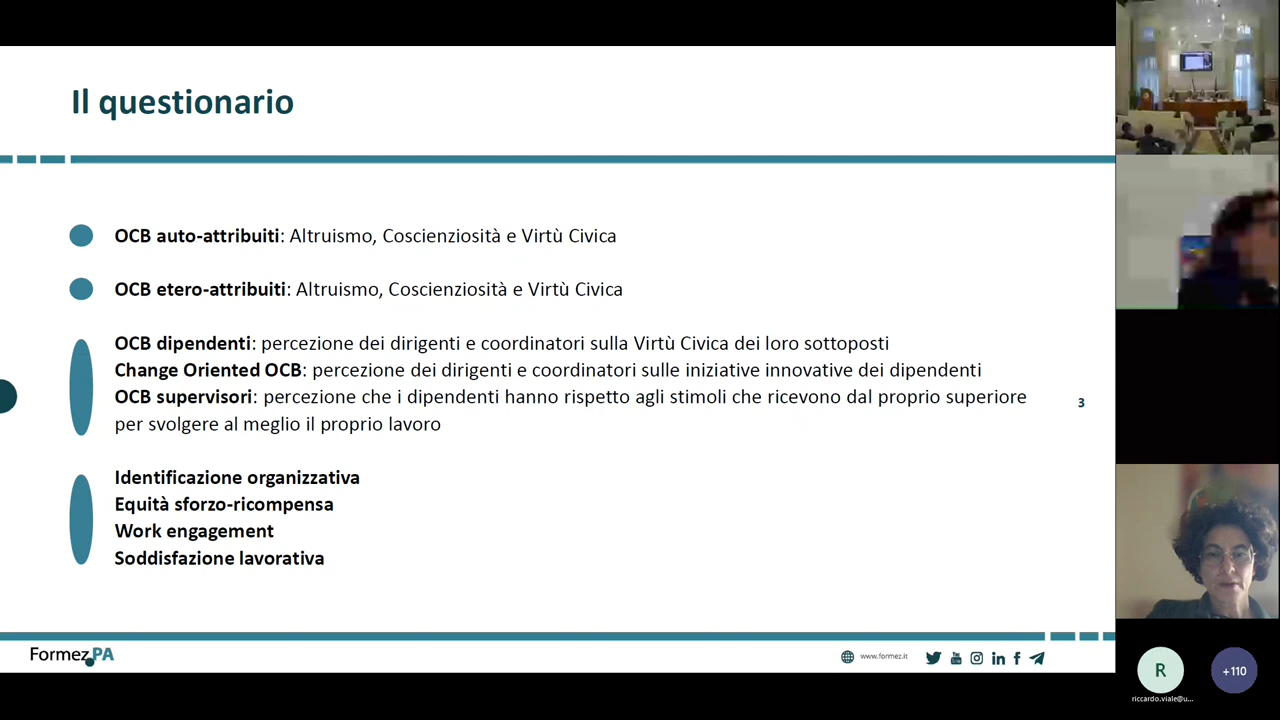 Il questionario
OCB auto-attribuiti: Altruismo, Coscienziosità e Virtù Civica
OCB etero-attribuiti: Altruismo, Coscienziosità e Virtù Civica
OCB dipendenti: percezione dei dirigenti e coordinatori sulla Virtù Civica dei loro sottoposti
Change Oriented OCB: percezione dei dirigenti e coordinatori sulle iniziative innovative dei dipendenti
OCB supervisori: percezione che i dipendenti hanno rispetto agli stimoli che ricevono dal proprio superiore
per svolgere al meglio il proprio lavoro
3
Identificazione organizzativa
Equità sforzo-ricompensa
Work engagement
Soddisfazione lavorativa
Formez PA
www.formez.it
R
+110
riccardo.viale@u...